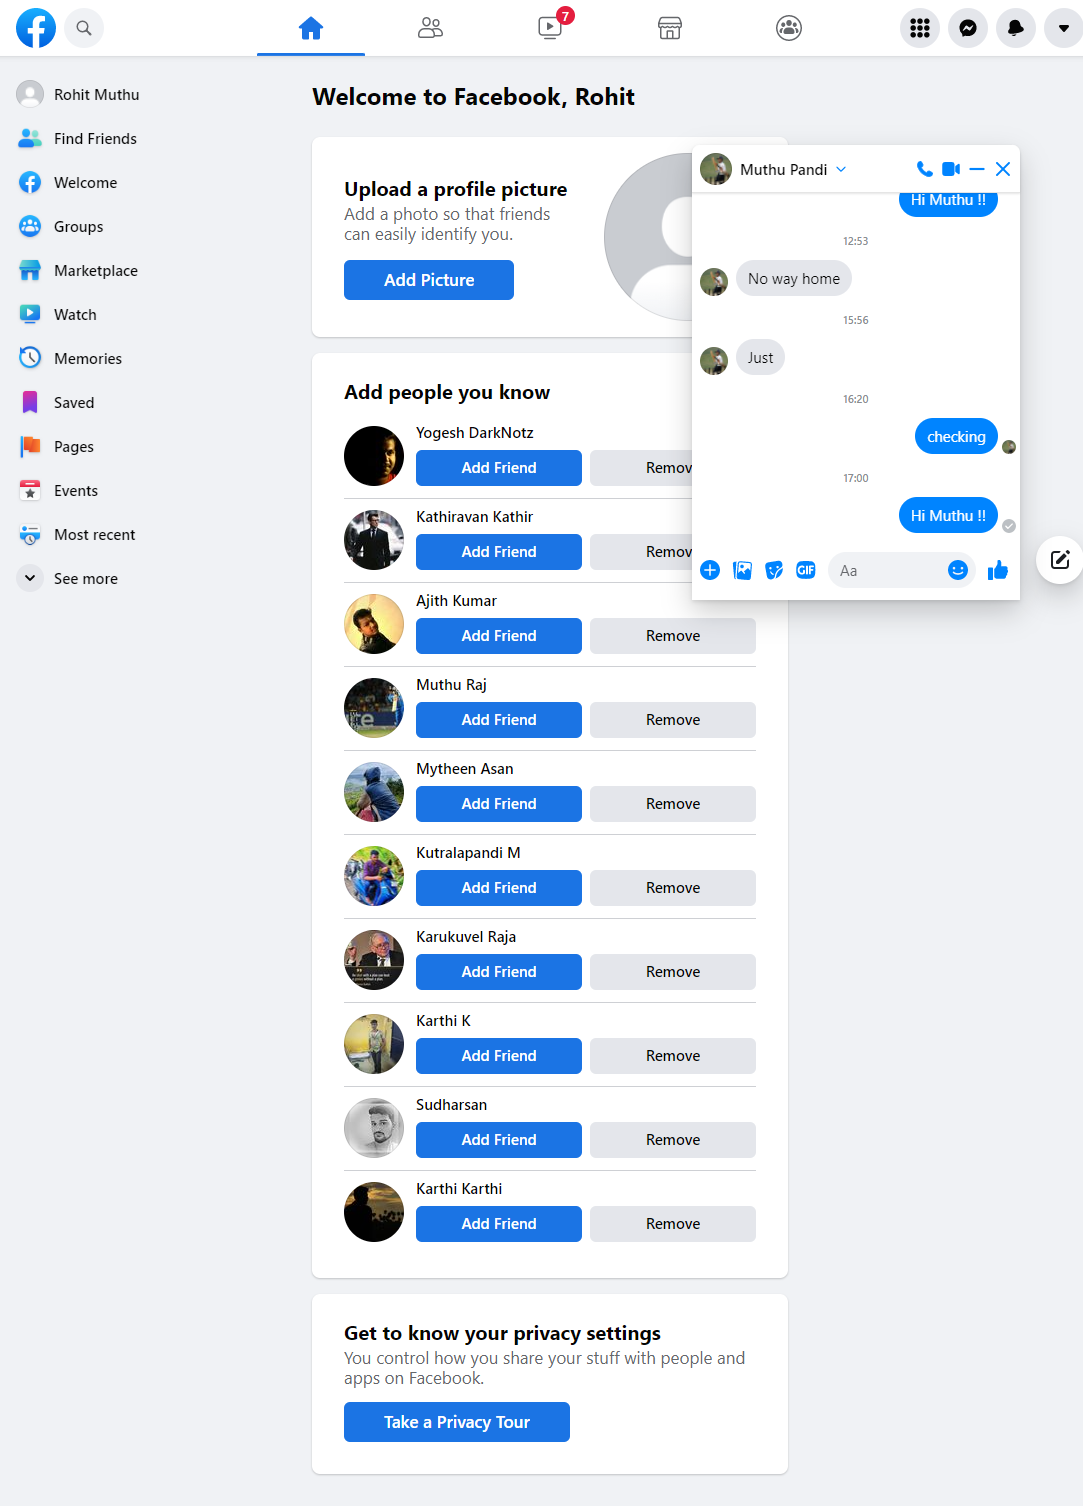 7
Rohit Muthu
Find Friends
Welcome
Groups
Marketplace
Watch
Memories
Saved
Pages
Events
Most recent
See more
Welcome to Facebook, Rohit
Upload a profile picture
Add a photo so that friends
can easily identify you.
Add Picture
Add people you know
Yogesh DarkNotz
Add Friend Remov
Kathiravan Kathir
Add Friend Remov
Ajith Kumar
Add Friend Remove
Muthu Raj
Add Friend Remove
Mytheen Asan
Add Friend Remove
Kutralapandi M
Add Friend Remove
Karukuvel Raja
Add Friend Remove
Karthi K
Add Friend Remove
Sudharsan
Add Friend Remove
Karthi Karthi
Add Friend Remove
Get to know your privacy settings
You control how you share your stuff with people and
apps on Facebook.
Take a Privacy Tour
Muthu Pandi
Hi Muthu !!
12:53
No way home
15:56
Just
16:20
checking
17:00
Hi Muthu !!
GIF Aa